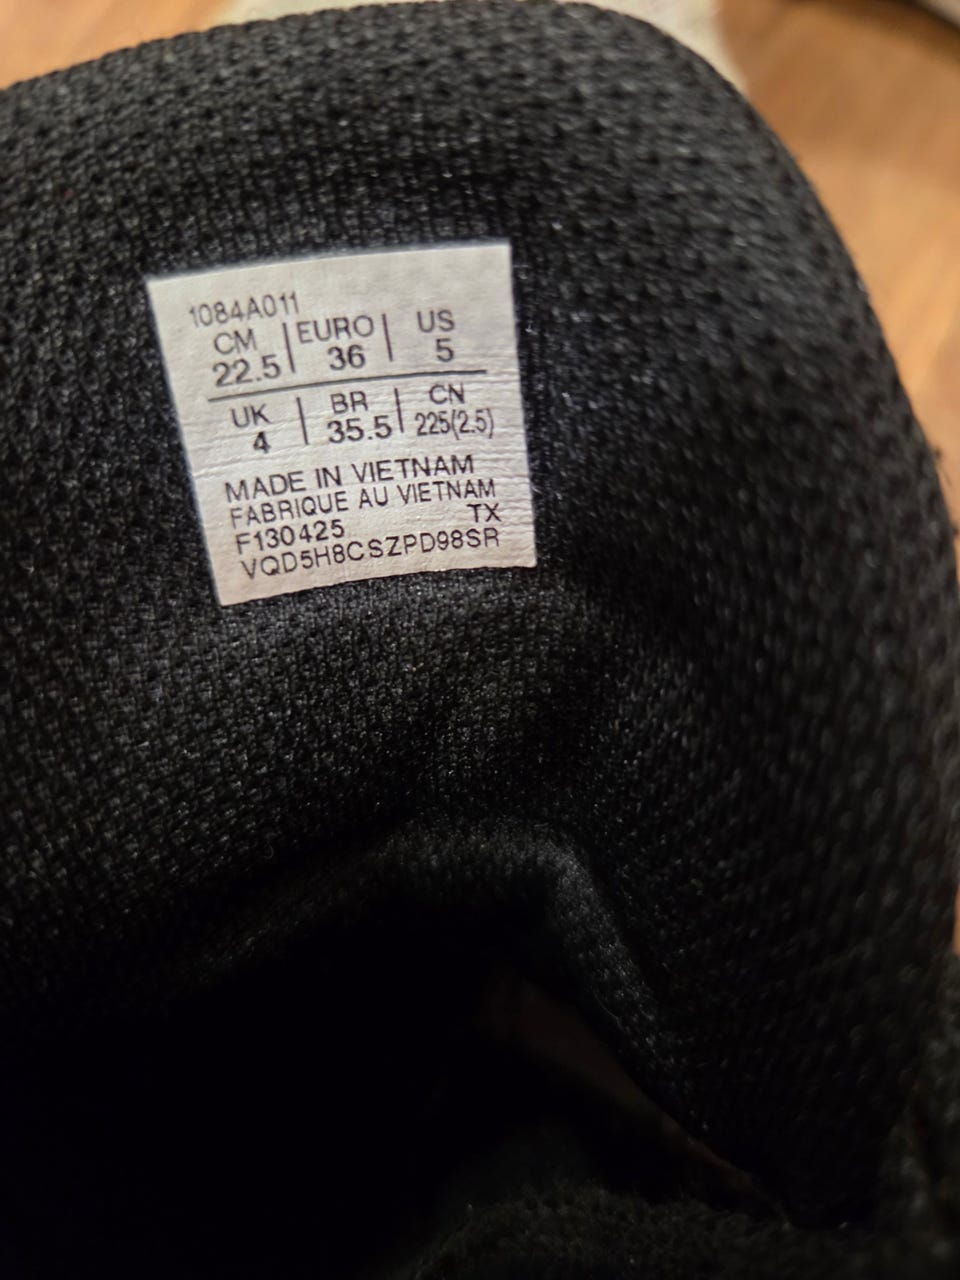 1084A011
CM | EURO | US
22.5 | 36 | 5
UK | BR | CN
4 | 35.5 | 225(2.5)
MADE IN VIETNAM
FABRIQUE AU VIETNAM
F130425 TX
VQD5H8CSZPD98SR